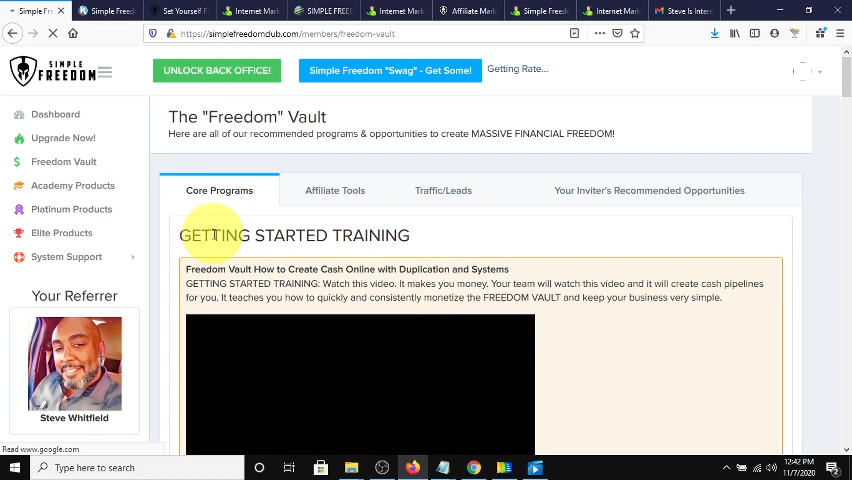 Simple Fr
Simple Freed
Set Yourself F
Internet Mark
SIMPLE FREE
Internet Mark
Affiliate Mark
Simple Freed
Internet Mark
Steve Is Inter
https://simplefreedomclub.com/members/freedom-vault
SIMPLE
FREEDOM
UNLOCK BACK OFFICE!
Simple Freedom "Swag" - Get Some!
Getting Rate...
Dashboard
Upgrade Now!
Freedom Vault
Academy Products
Platinum Products
Elite Products
System Support
Your Referrer
Steve Whitfield
The "Freedom" Vault
Here are all of our recommended programs & opportunities to create MASSIVE FINANCIAL FREEDOM!
Core Programs
Affiliate Tools
Traffic/Leads
Your Inviter's Recommended Opportunities
GETTING STARTED TRAINING
Freedom Vault How to Create Cash Online with Duplication and Systems
GETTING STARTED TRAINING: Watch this video. It makes you money. Your team will watch this video and it will create cash pipelines
for you. It teaches you how to quickly and consistently monetize the FREEDOM VAULT and keep your business very simple.
Read www.google.com
Type here to search
12:42 PM
11/7/2020
2